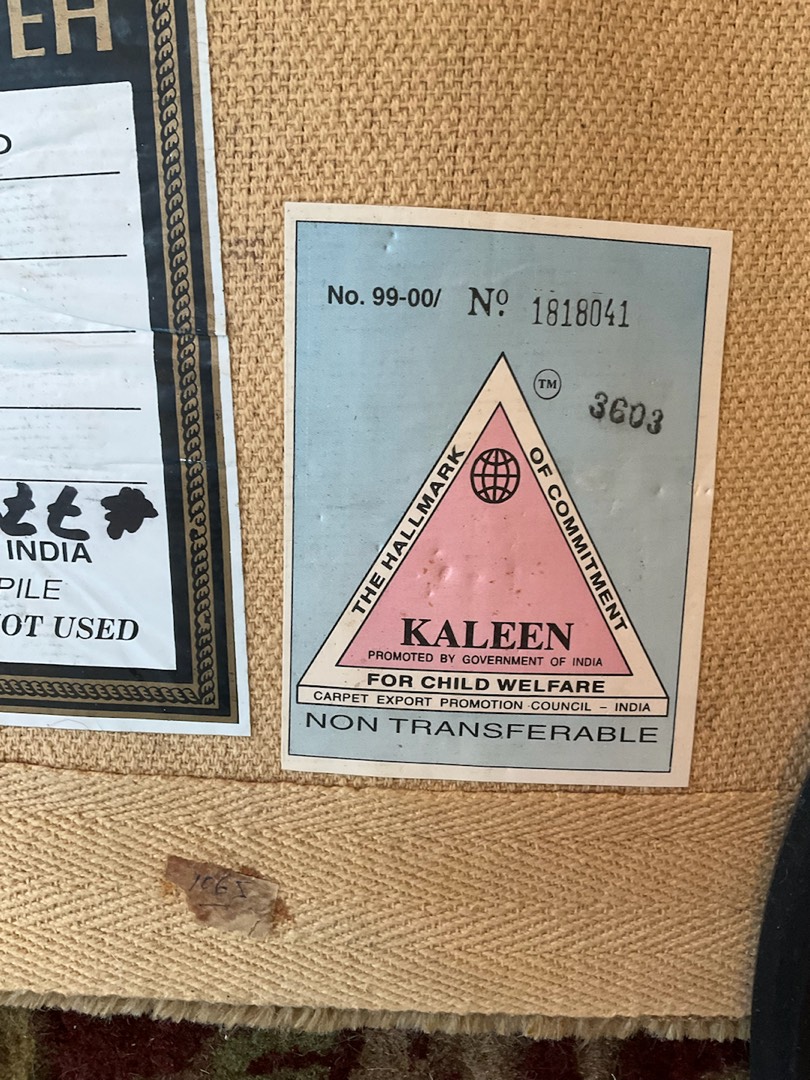 EH
INDIA
PILE
OT USED
No. 99-00/ Nº 1818041
TM
3603
THE HALLMARK OF COMMITMENT
KALEEN
PROMOTED BY GOVERNMENT OF INDIA
FOR CHILD WELFARE
CARPET EXPORT PROMOTION COUNCIL – INDIA
NON TRANSFERABLE